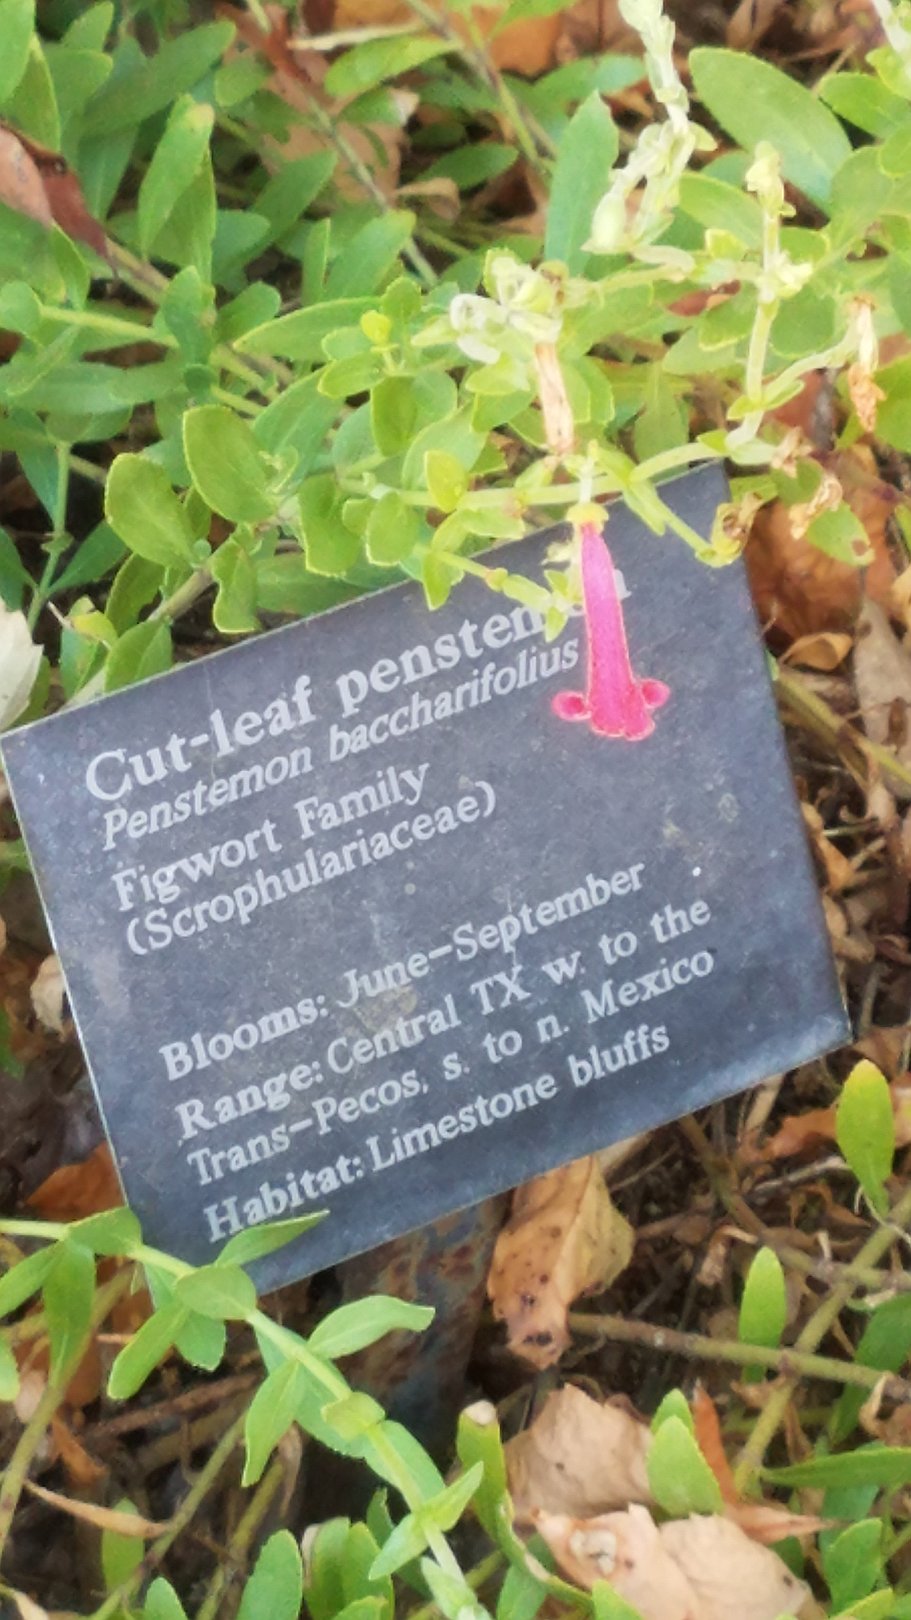 Cut-leaf penstemon
Penstemon baccharifolius
Figwort Family
(Scrophulariaceae)
Blooms: June-September
Range: Central TX w. to the
Trans-Pecos, s. to n. Mexico
Habitat: Limestone bluffs